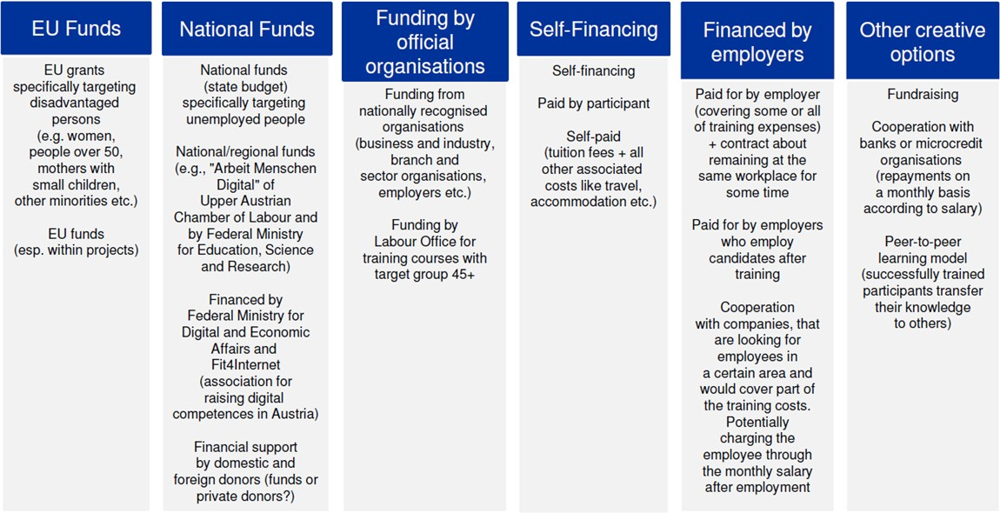 EU Funds
EU grants
specifically targeting
disadvantaged
persons
(e.g. women,
people over 50,
mothers with
small children,
other minorities etc.)
EU funds
(esp. within projects)
National Funds
National funds
(state budget)
specifically targeting
unemployed people
National/regional funds
(e.g., "Arbeit Menschen
Digital" of
Upper Austrian
Chamber of Labour and
by Federal Ministry
for Education, Science
and Research)
Financed by
Federal Ministry for
Digital and Economic
Affairs and
Fit4Internet
(association for
raising digital
competences in Austria)
Financial support
by domestic and
foreign donors (funds or
private donors?)
Funding by
official
organisations
Funding from
nationally recognised
organisations
(business and industry,
branch and
sector organisations,
employers etc.)
Funding by
Labour Office for
training courses with
target group 45+
Self-Financing
Self-financing
Paid by participant
Self-paid
(tuition fees + all
other associated
costs like travel,
accommodation etc.)
Financed by
employers
Paid for by employer
(covering some or all
of training expenses)
+ contract about
remaining at the
same workplace for
some time
Paid for by employers
who employ
candidates after
training
Cooperation
with companies, that
are looking for
employees in
a certain area and
would cover part of
the training costs.
Potentially
charging the
employee through
the monthly salary
after employment
Other creative
options
Fundraising
Cooperation with
banks or microcredit
organisations
(repayments on
a monthly basis
according to salary)
Peer-to-peer
learning model
(successfully trained
participants transfer
their knowledge
to others)